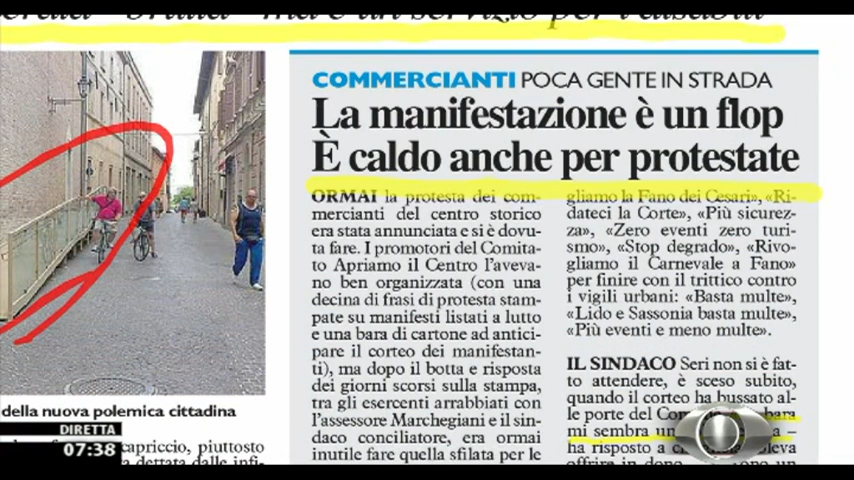 COMMERCIANTI POCA GENTE IN STRADA
La manifestazione è un flop
È caldo anche per protestate
ORMAI la protesta dei com-
mercianti del centro storico
era stata annunciata e si è dovu-
ta fare. I promotori del Comita-
to Apriamo il Centro l'aveva-
no ben organizzata (con una
decina di frasi di protesta stam-
pate su manifesti listati a lutto
e una bara di cartone ad antici-
pare il corteo dei manifestan-
ti), ma dopo il botta e risposta
dei giorni scorsi sulla stampa,
tra gli esercenti arrabbiati con
l'assessore Marchegiani e il sin-
daco conciliatore, era ormai
inutile fare quella sfilata per le
gliamo la Fano dei Cesari», «Ri-
dateci la Corte», «Più sicurez-
za», «Zero eventi zero turi-
smo», «Stop degrado», «Rivo-
gliamo il Carnevale a Fano»
per finire con il trittico contro
i vigili urbani: «Basta multe»,
«Lido e Sassonia basta multe»,
«Più eventi e meno multe».
IL SINDACO Seri non si è fat-
to attendere, è sceso subito,
quando il corteo ha bussato al-
le porte del bara
mi sembra
ha risposto a
della nuova polemica cittadina
capriccio, piuttosto
DIRETTA
07:38